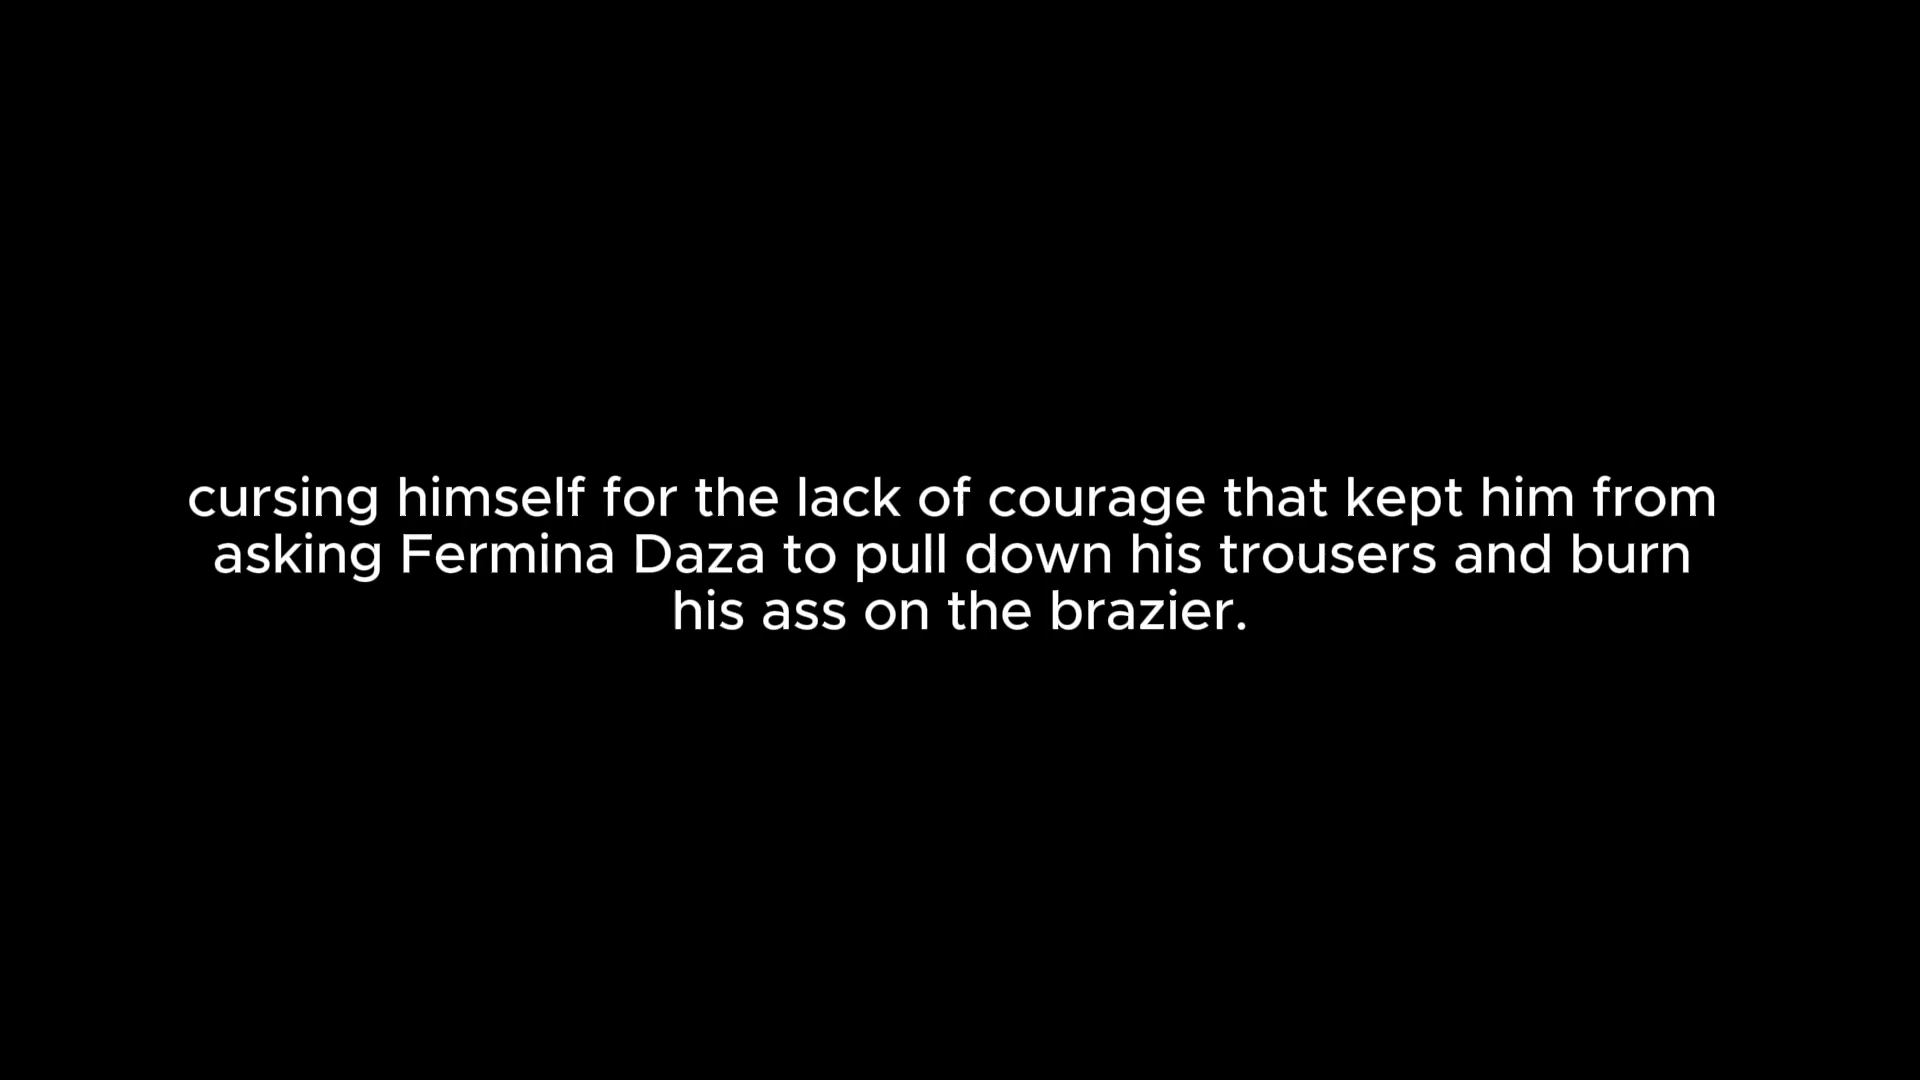 cursing himself for the lack of courage that kept him from
asking Fermina Daza to pull down his trousers and burn
his ass on the brazier.